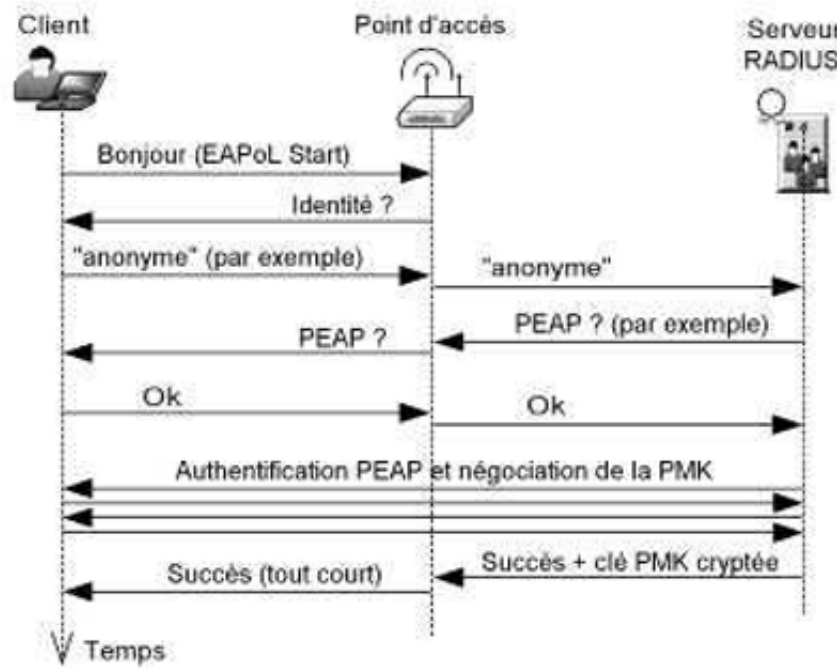 Client
Point d'accès
Serveur
RADIUS
Bonjour (EAPoL Start)
Identité ?
"anonyme" (par exemple)
"anonyme"
PEAP ? (par exemple)
PEAP ?
Ok
Ok
Authentification PEAP et négociation de la PMK
Succès + clé PMK cryptée
Succès (tout court)
Temps